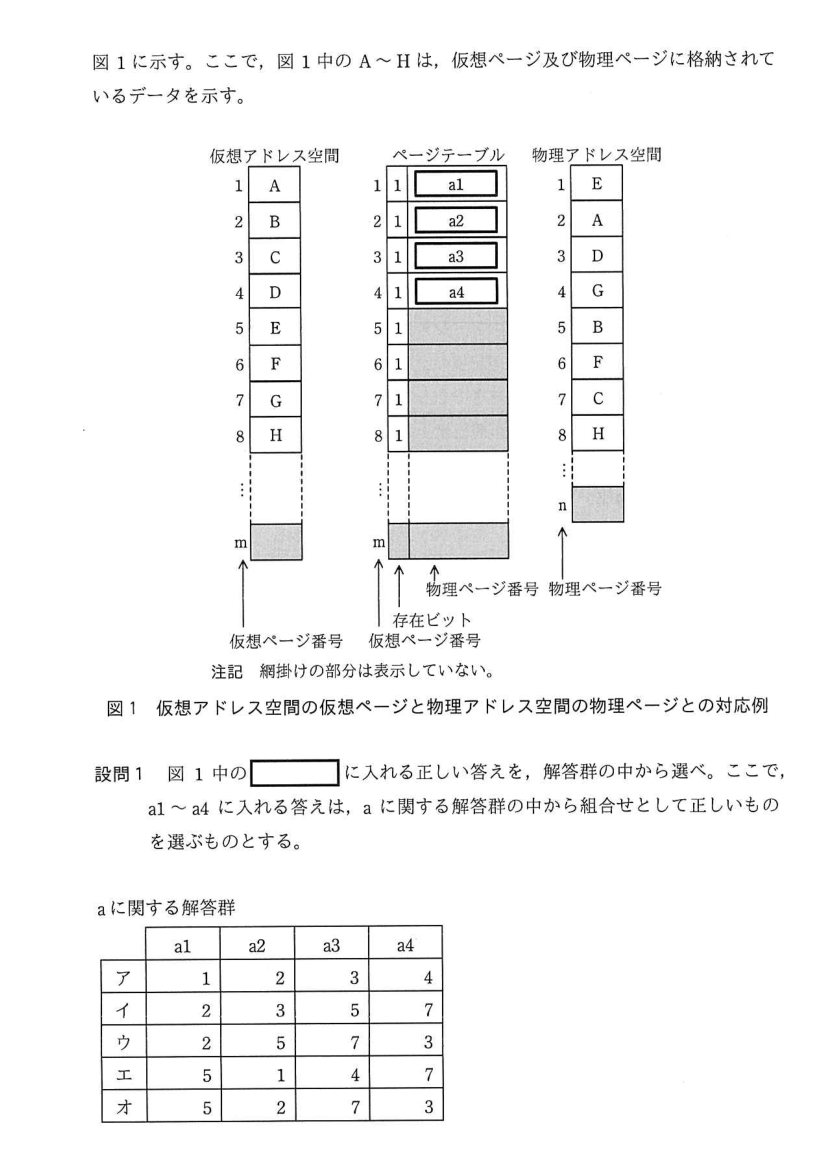 図 1 に示す。ここで，図 1 中の A～H は，仮想ページ及び物理ページに格納されて
いるデータを示す。
仮想アドレス空間 ページテーブル 物理アドレス空間
1 A 1 1 a1 1 E
2 B 2 1 a2 2 A
3 C 3 1 a3 3 D
4 D 4 1 a4 4 G
5 E 5 1 5 B
6 F 6 1 6 F
7 G 7 1 7 C
8 H 8 1 8 H
⋮ ⋮ ⋮
n
m m
物理ページ番号 物理ページ番号
存在ビット
仮想ページ番号 仮想ページ番号
注記 網掛けの部分は表示していない。
図 1 仮想アドレス空間の仮想ページと物理アドレス空間の物理ページとの対応例
設問 1 図 1 中の に入れる正しい答えを，解答群の中から選べ。ここで，
a1～a4 に入れる答えは，a に関する解答群の中から組合せとして正しいもの
を選ぶものとする。
a に関する解答群
a1 a2 a3 a4
ア 1 2 3 4
イ 2 3 5 7
ウ 2 5 7 3
エ 5 1 4 7
オ 5 2 7 3